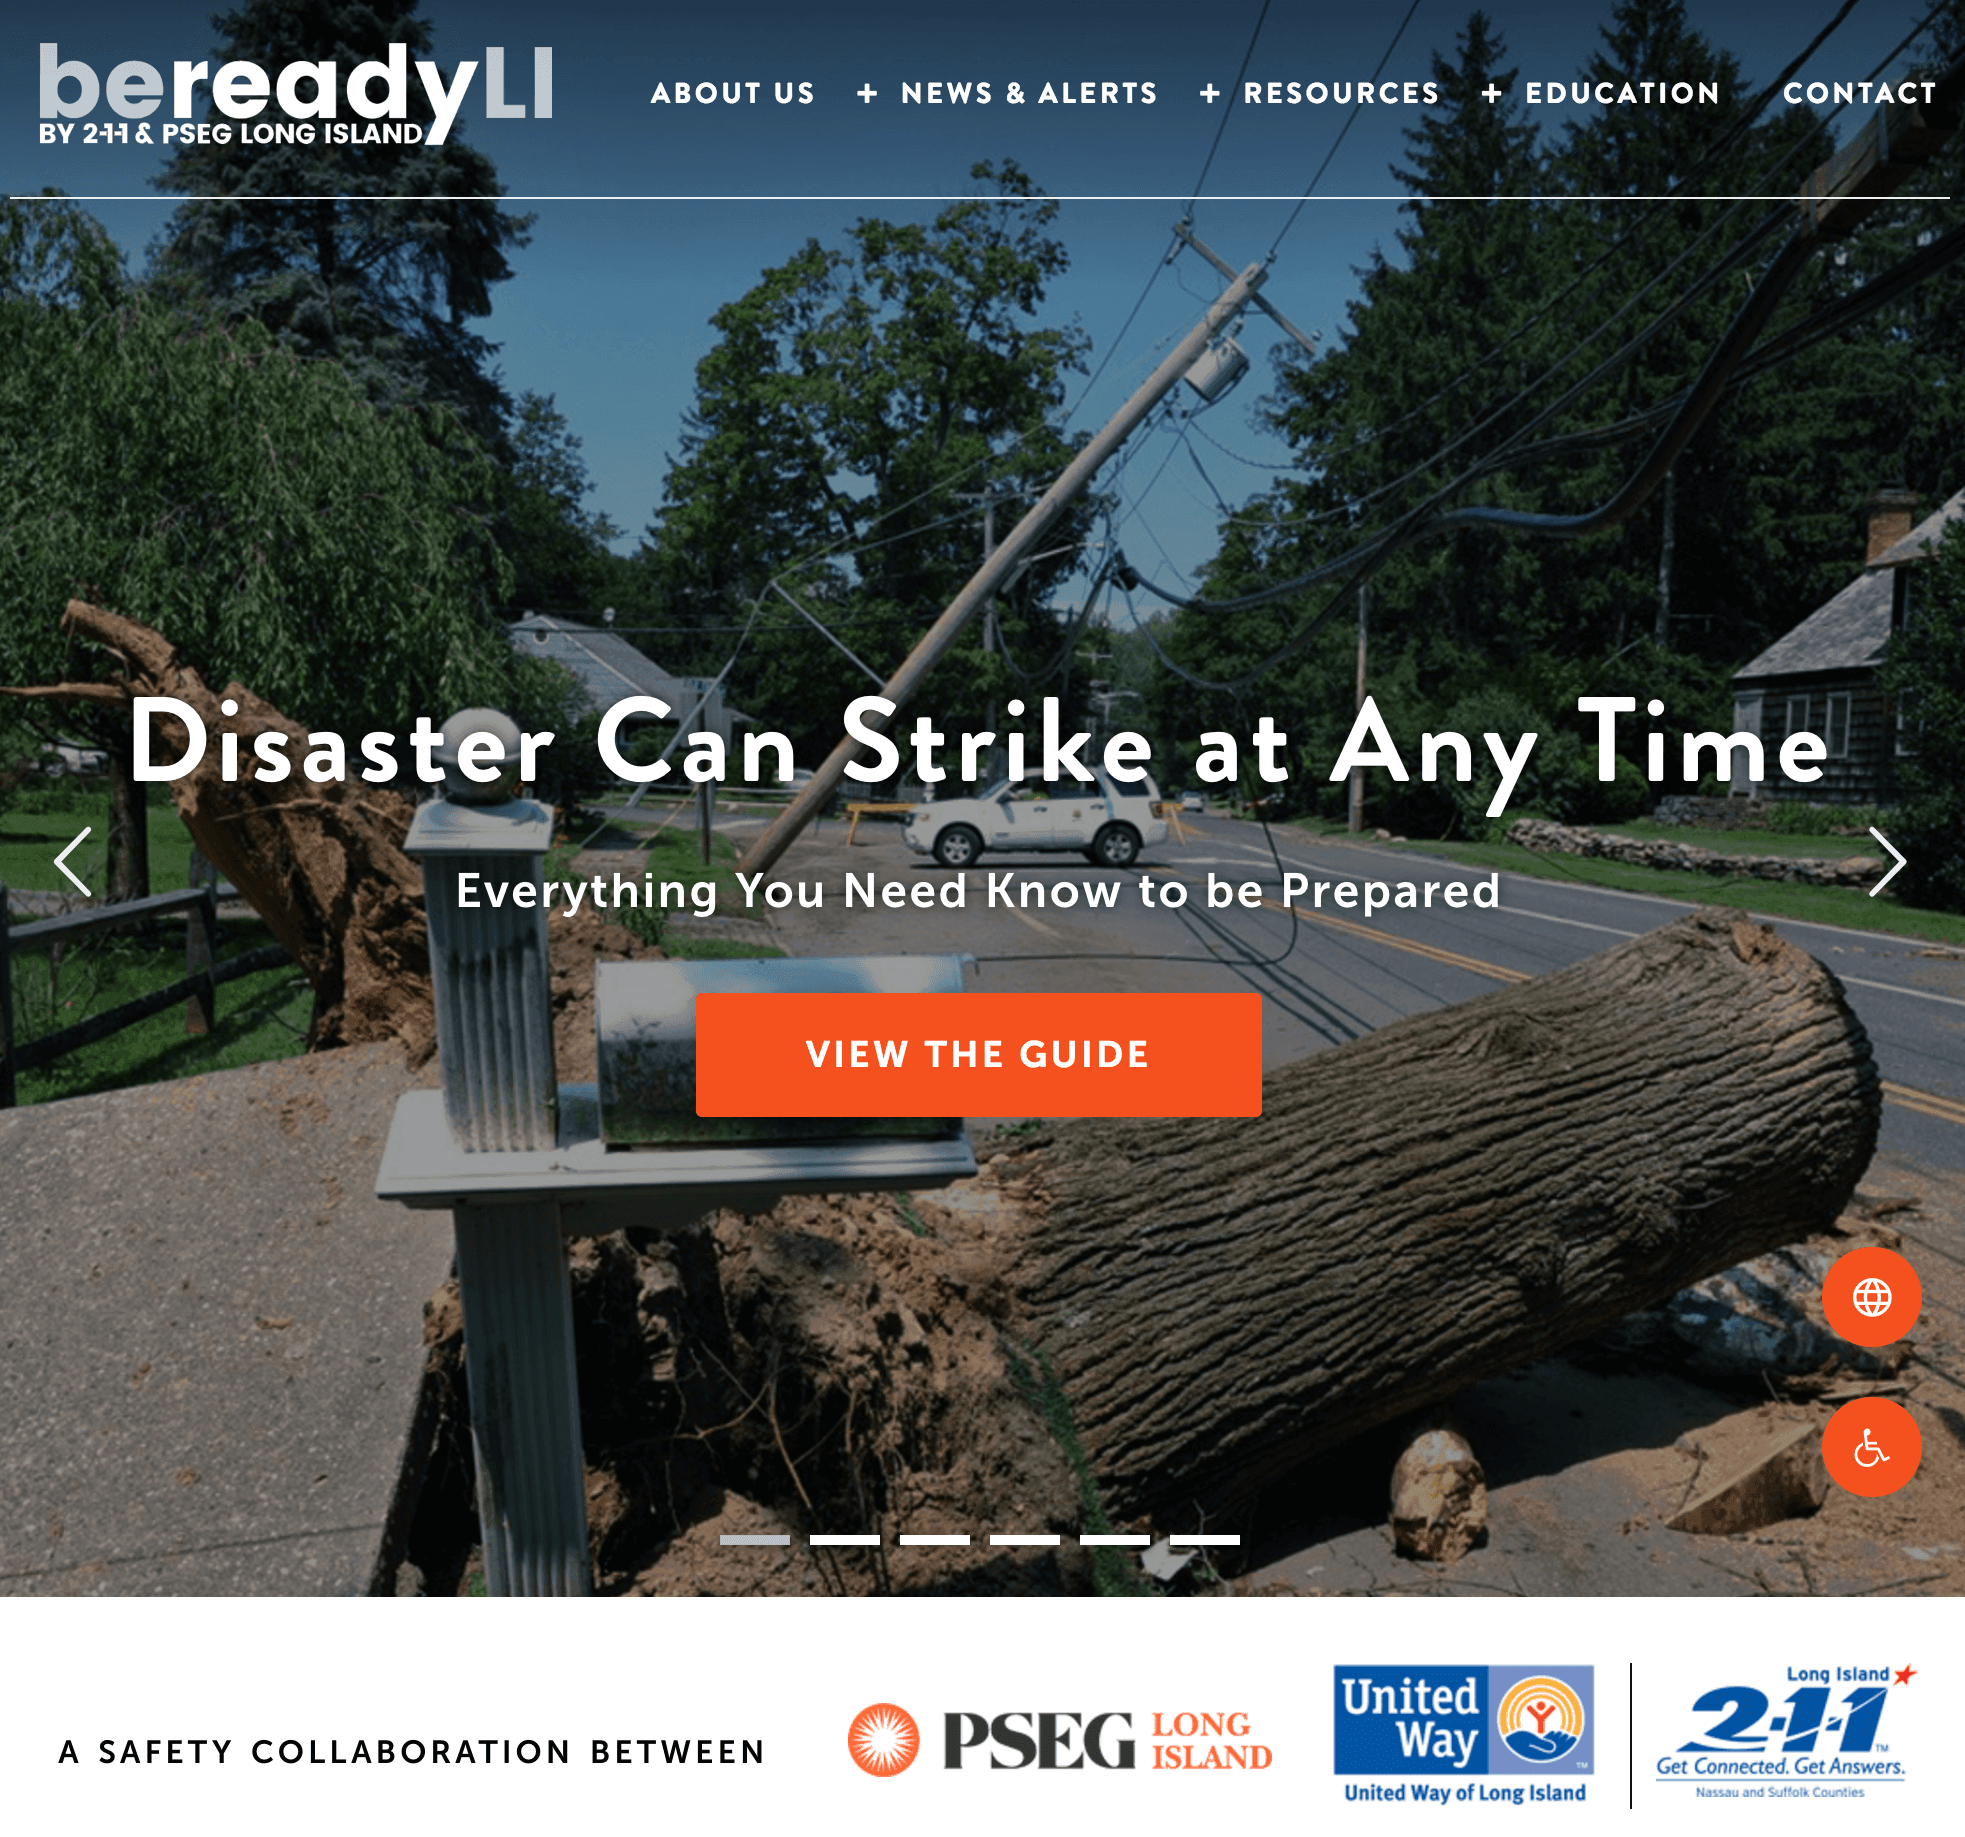 bereadyLI
BY 2-1-1 & PSEG LONG ISLAND
ABOUT US + NEWS & ALERTS + RESOURCES + EDUCATION CONTACT
Disaster Can Strike at Any Time
Everything You Need Know to be Prepared
VIEW THE GUIDE
A SAFETY COLLABORATION BETWEEN
PSEG LONG ISLAND
United Way
TM
United Way of Long Island
Long Island
2-1-1
TM
Get Connected. Get Answers.
Nassau and Suffolk Counties